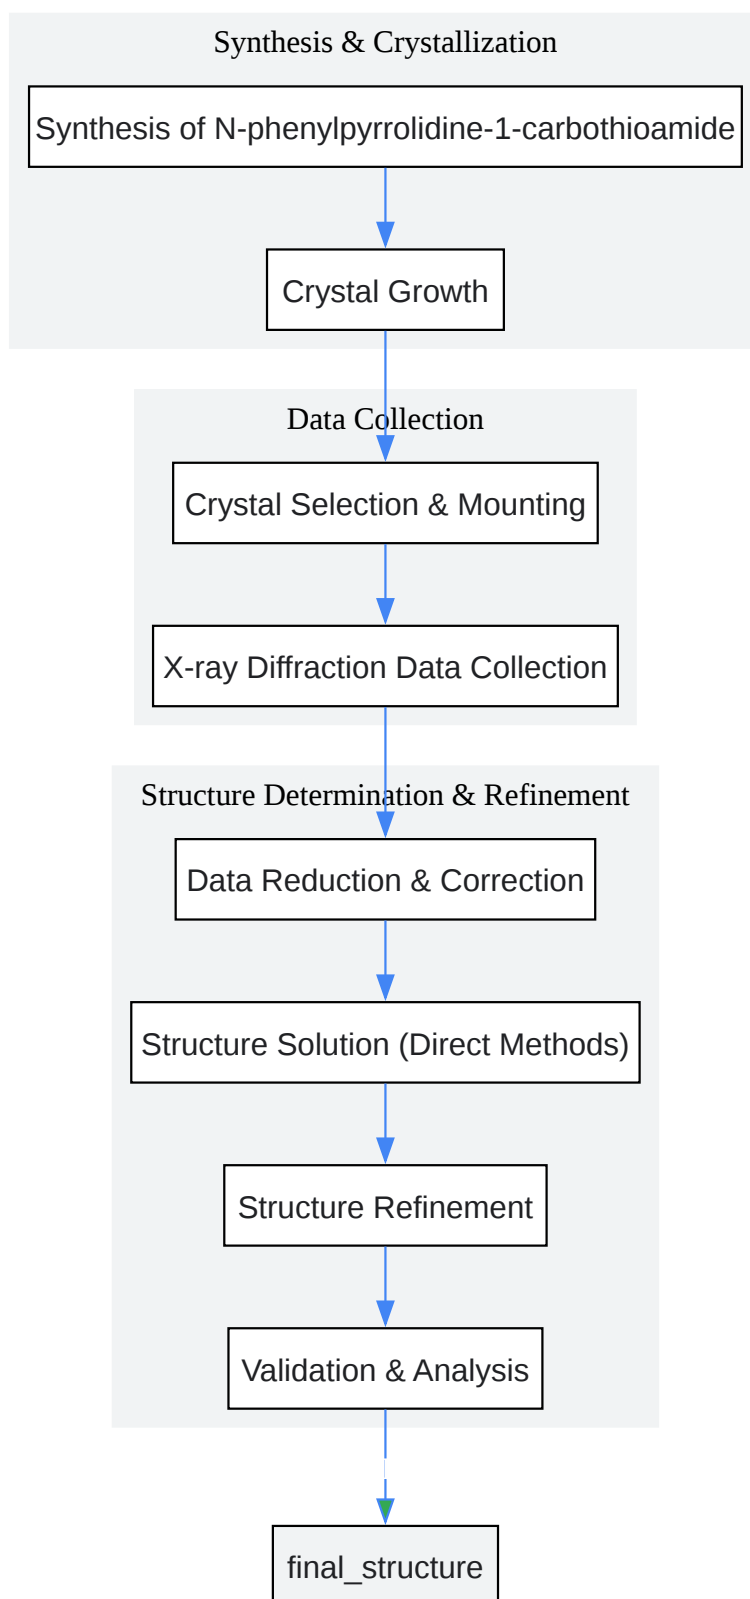 Synthesis & Crystallization
Synthesis of N-phenylpyrrolidine-1-carbothioamide
Crystal Growth
Data Collection
Crystal Selection & Mounting
X-ray Diffraction Data Collection
Structure Determination & Refinement
Data Reduction & Correction
Structure Solution (Direct Methods)
Structure Refinement
Validation & Analysis
final_structure